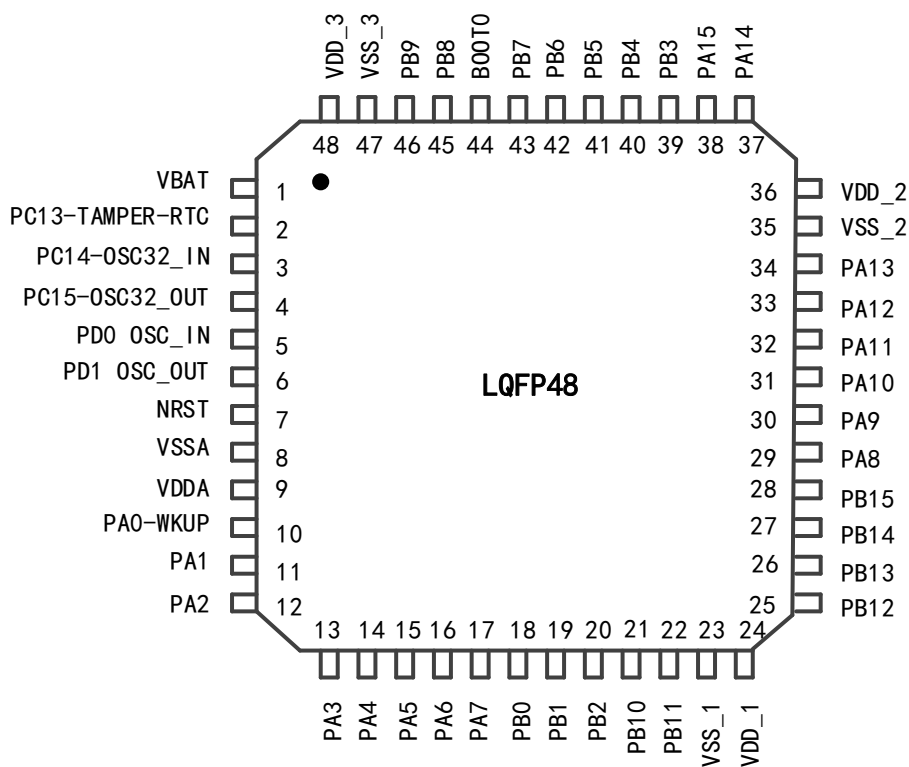 VDD_3 VSS_3 PB9 PB8 BOOT0 PB7 PB6 PB5 PB4 PB3 PA15 PA14
48 47 46 45 44 43 42 41 40 39 38 37
VBAT 1 36 VDD_2
PC13-TAMPER-RTC 2 35 VSS_2
PC14-OSC32_IN 3 34 PA13
PC15-OSC32_OUT 4 33 PA12
PD0 OSC_IN 5 32 PA11
PD1 OSC_OUT 6 31 PA10
LQFP48
NRST 7 30 PA9
VSSA 8 29 PA8
VDDA 9 28 PB15
PA0-WKUP 10 27 PB14
PA1 11 26 PB13
PA2 12 25 PB12
13 14 15 16 17 18 19 20 21 22 23 24
PA3 PA4 PA5 PA6 PA7 PB0 PB1 PB2 PB10 PB11 VSS_1 VDD_1